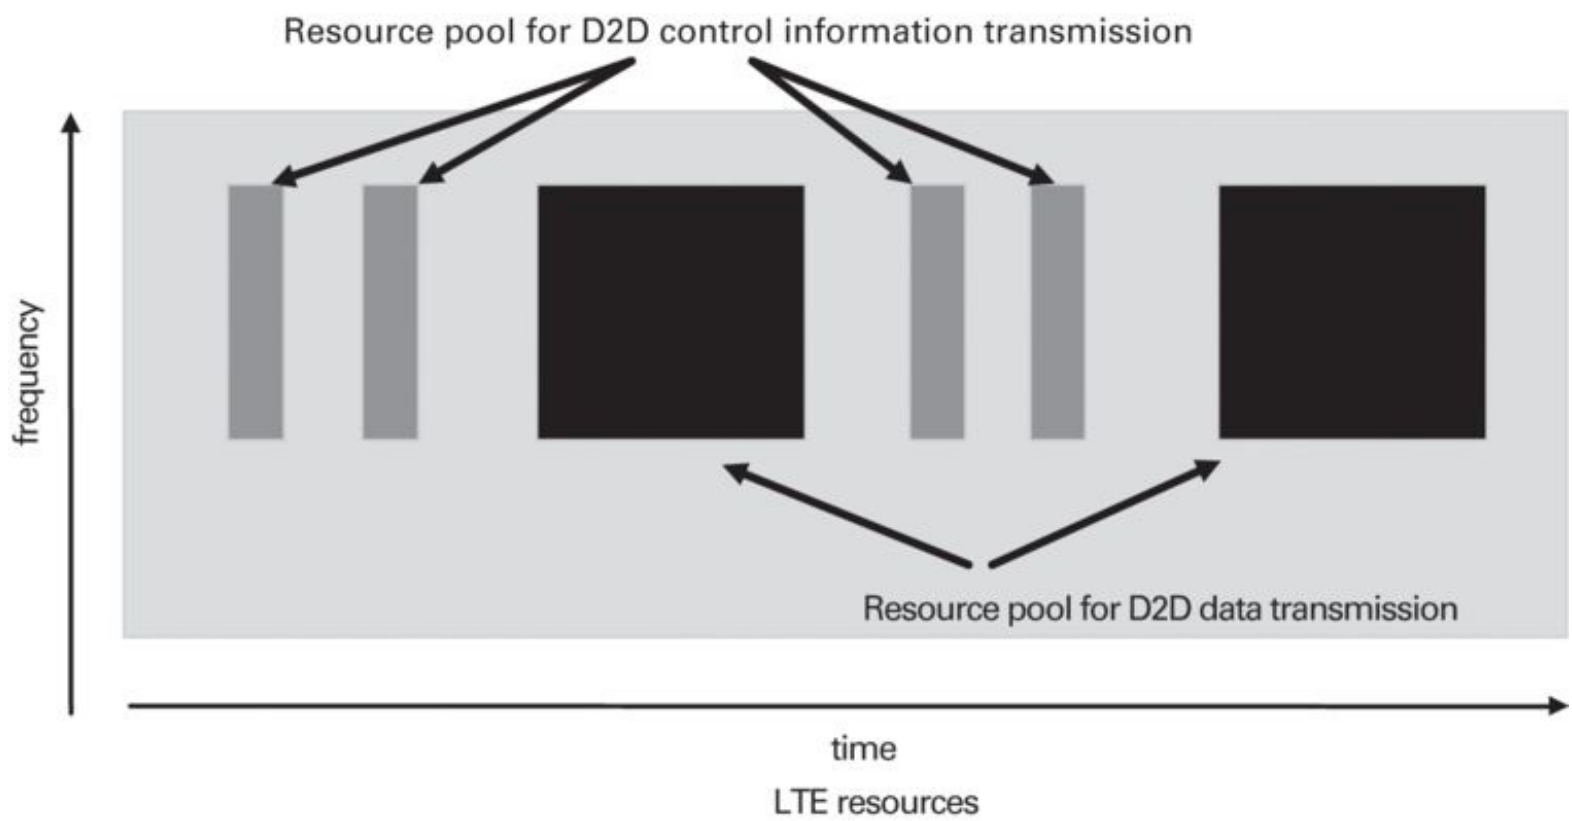 Resource pool for D2D control information transmission
frequency
Resource pool for D2D data transmission
time
LTE resources